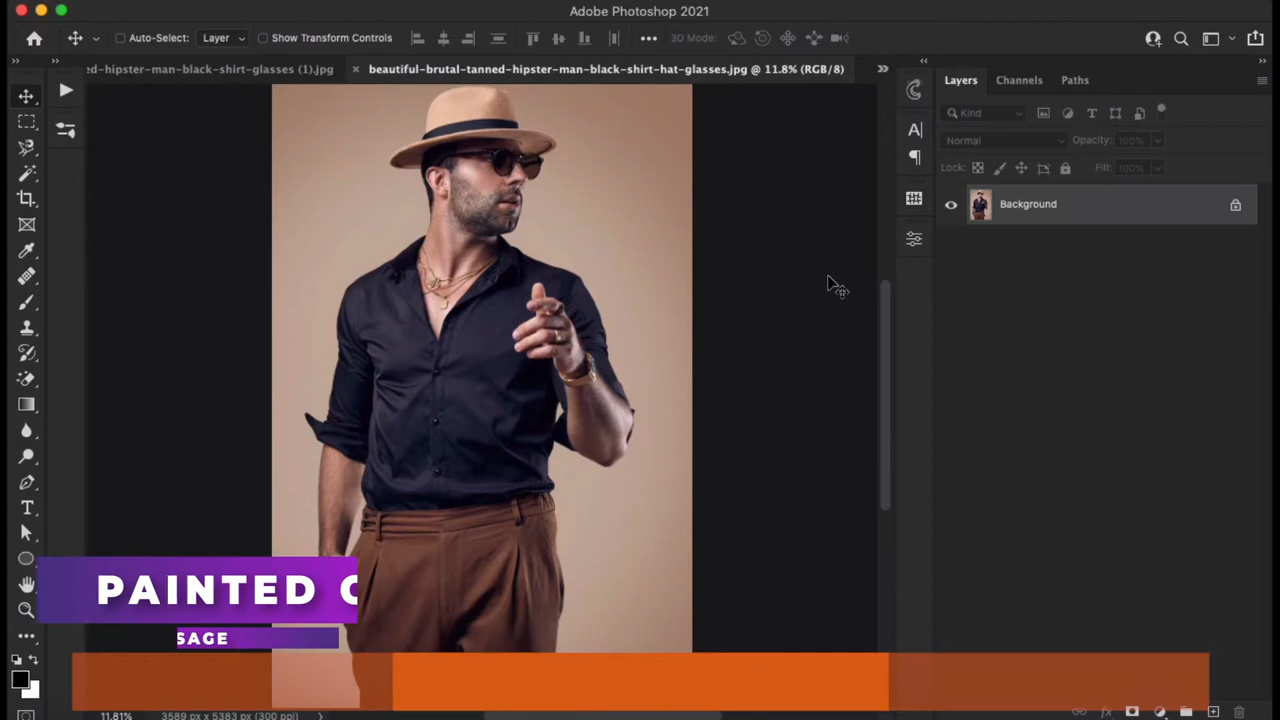 Adobe Photoshop 2021
Auto-Select:
Layer
Show Transform Controls
3D Mode:
ed-hipster-man-black-shirt-glasses (1).jpg
beautiful-brutal-tanned-hipster-man-black-shirt-hat-glasses.jpg @ 11.8% (RGB/8)
Layers
Channels
Paths
Kind
Normal
Opacity:
100%
Lock:
Fill:
100%
Background
PAINTED
SAGE
11.81%
3589 px x 5383 px (300 ppi)